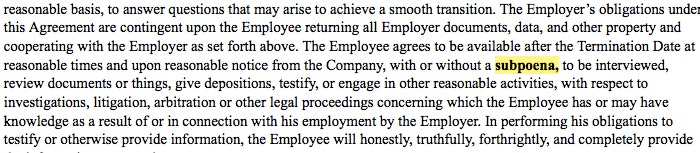 reasonable basis, to answer questions that may arise to achieve a smooth transition. The Employer's obligations under
this Agreement are contingent upon the Employee returning all Employer documents, data, and other property and
cooperating with the Employer as set forth above. The Employee agrees to be available after the Termination Date at
reasonable times and upon reasonable notice from the Company, with or without a subpoena, to be interviewed,
review documents or things, give depositions, testify, or engage in other reasonable activities, with respect to
investigations, litigation, arbitration or other legal proceedings concerning which the Employee has or may have
knowledge as a result of or in connection with his employment by the Employer. In performing his obligations to
testify or otherwise provide information, the Employee will honestly, truthfully, forthrightly, and completely provide